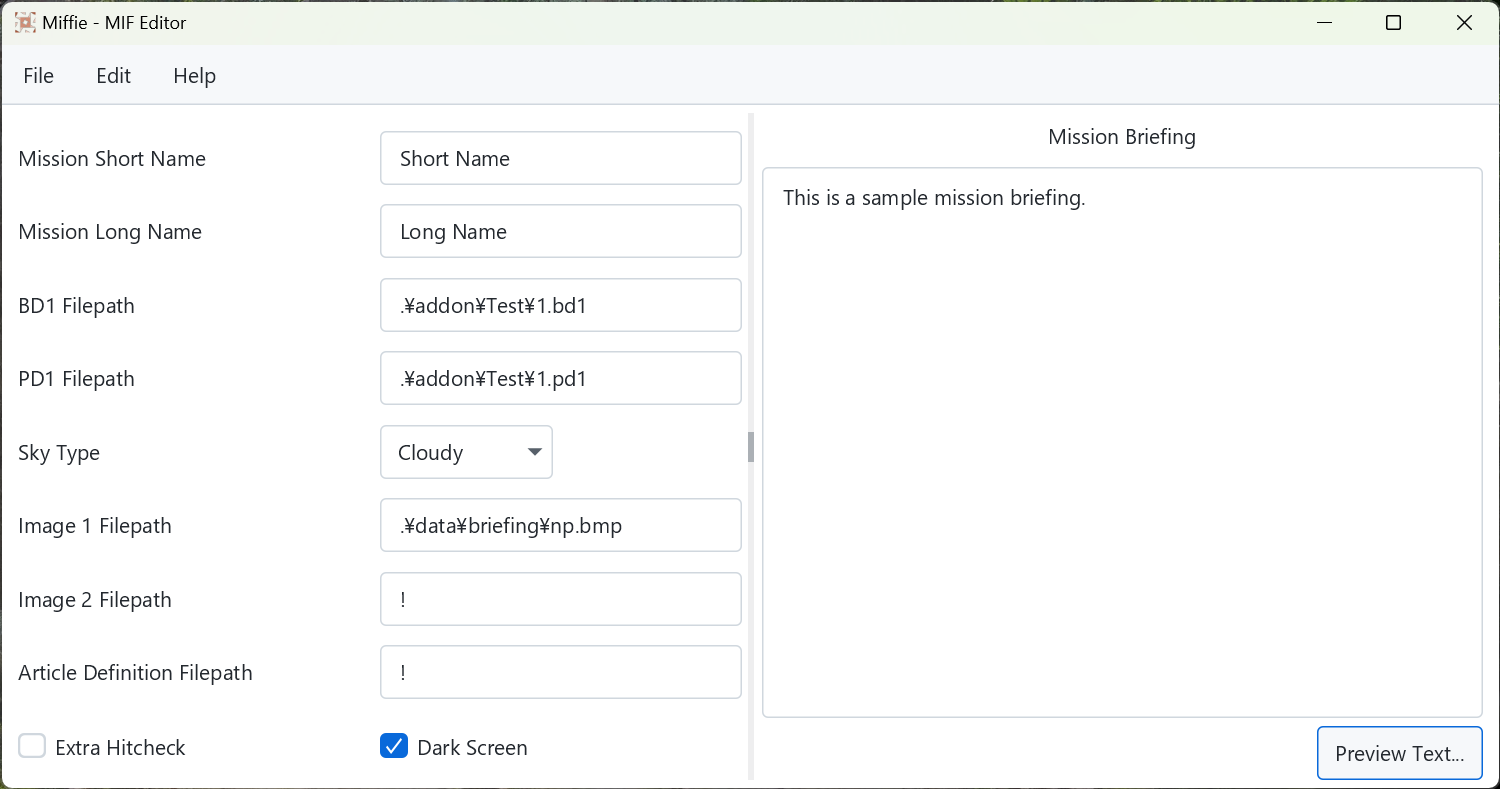 Miffie - MIF Editor
File Edit Help
Mission Short Name Short Name
Mission Long Name Long Name
BD1 Filepath .¥addon¥Test¥1.bd1
PD1 Filepath .¥addon¥Test¥1.pd1
Sky Type Cloudy
Image 1 Filepath .¥data¥briefing¥np.bmp
Image 2 Filepath !
Article Definition Filepath !
Extra Hitcheck Dark Screen
Mission Briefing
This is a sample mission briefing.
Preview Text...